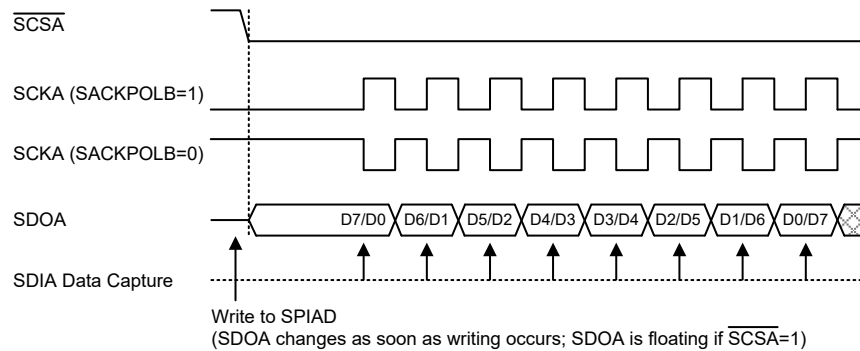 SCSA
SCKA (SACKPOLB=1)
SCKA (SACKPOLB=0)
SDOA D7/D0 D6/D1 D5/D2 D4/D3 D3/D4 D2/D5 D1/D6 D0/D7
SDIA Data Capture
Write to SPIAD
(SDOA changes as soon as writing occurs; SDOA is floating if SCSA=1)